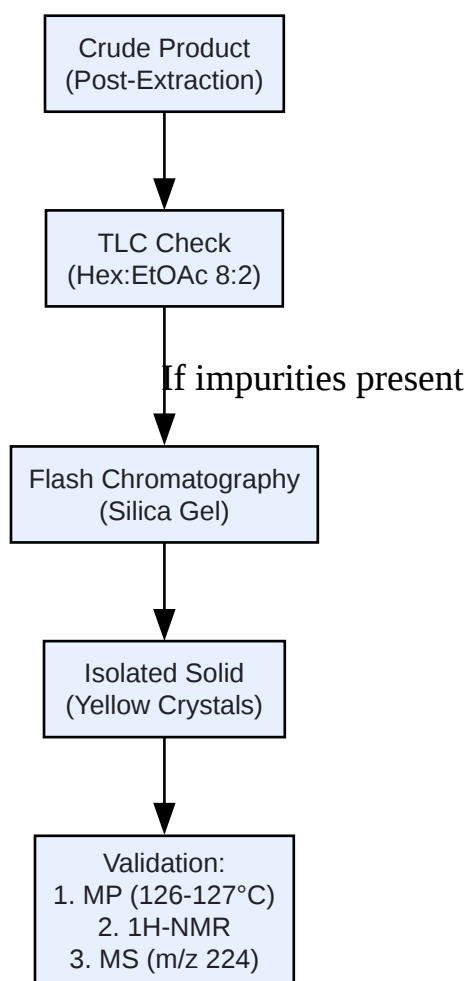 Crude Product
(Post-Extraction)
TLC Check
(Hex:EtOAc 8:2)
If impurities present
Flash Chromatography
(Silica Gel)
Isolated Solid
(Yellow Crystals)
Validation:
1. MP (126-127°C)
2. 1H-NMR
3. MS (m/z 224)